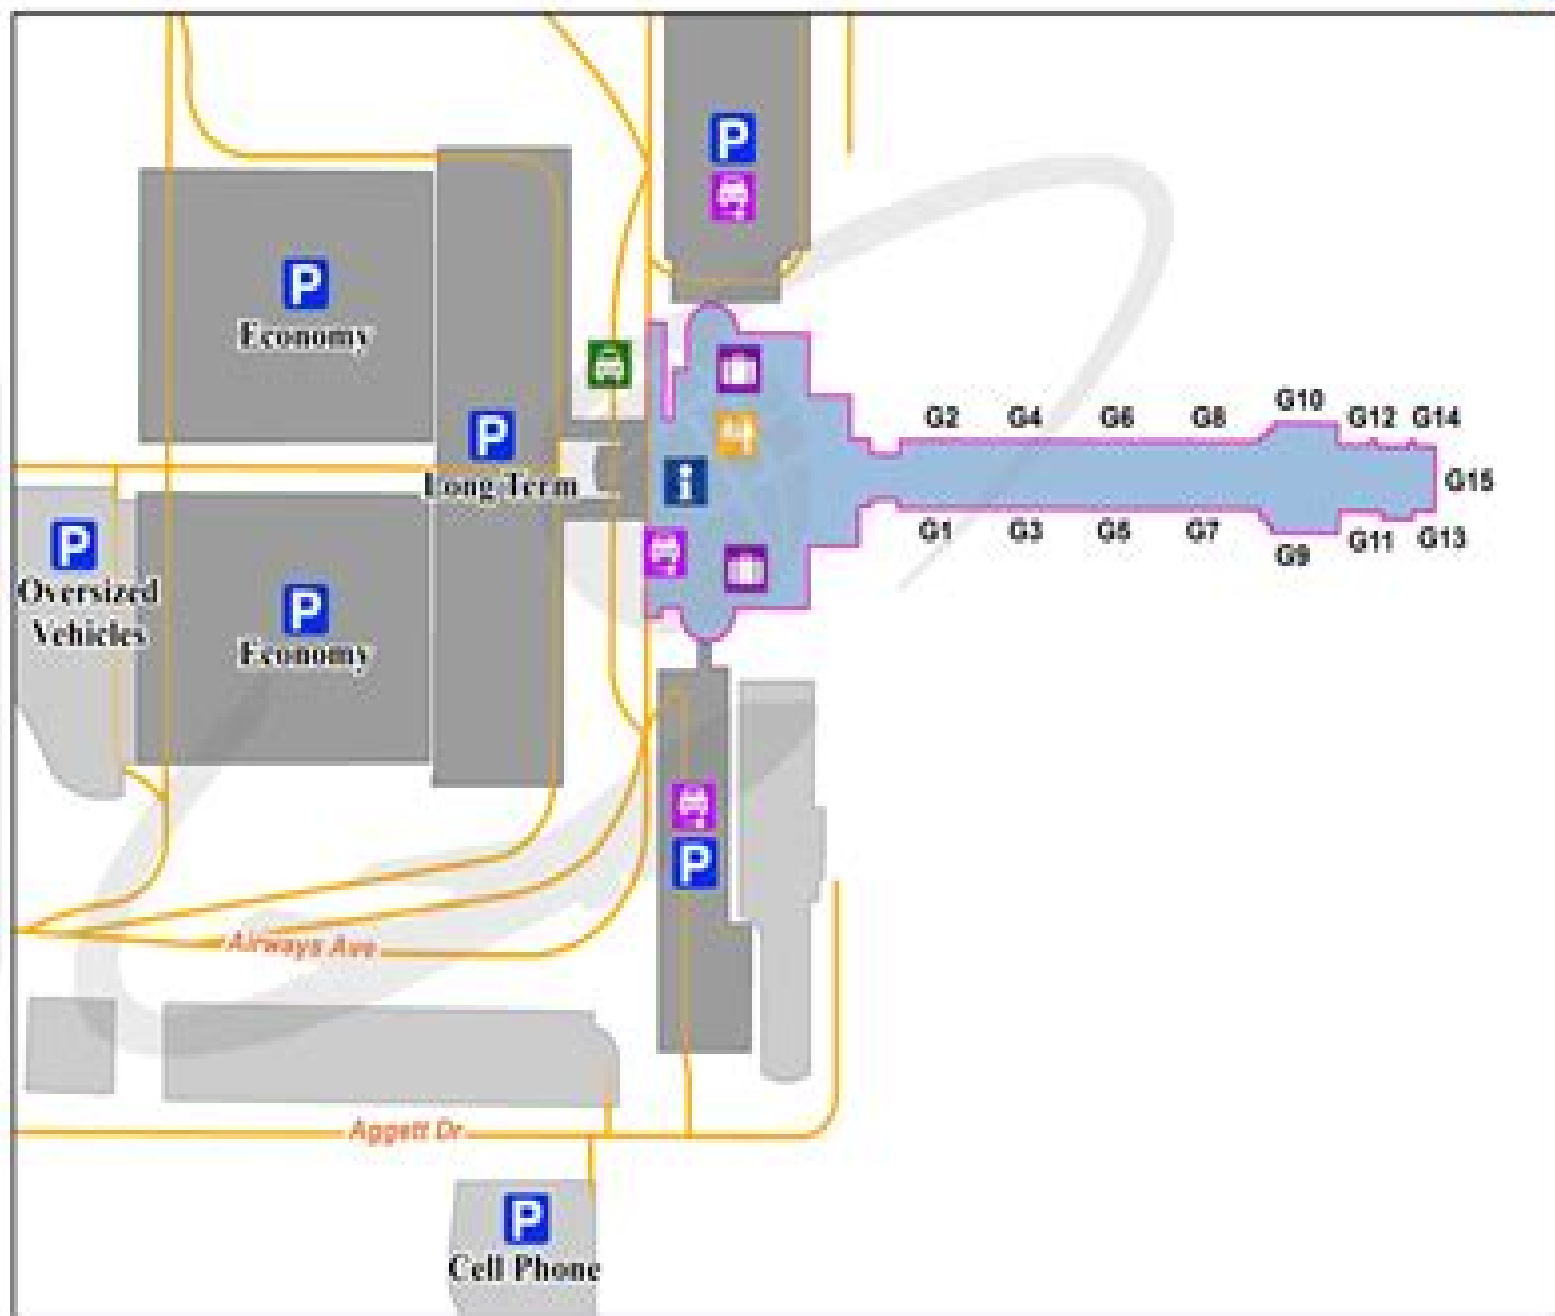 P
P
Economy
G10
G2
G4
G6
G8
G12
G14
P
Long-Term
i
G15
P
Oversized
Vehicles
G1
G3
G5
G7
G9
G11
G13
P
Economy
P
Airways Ave
Aggett Dr
P
Cell Phone